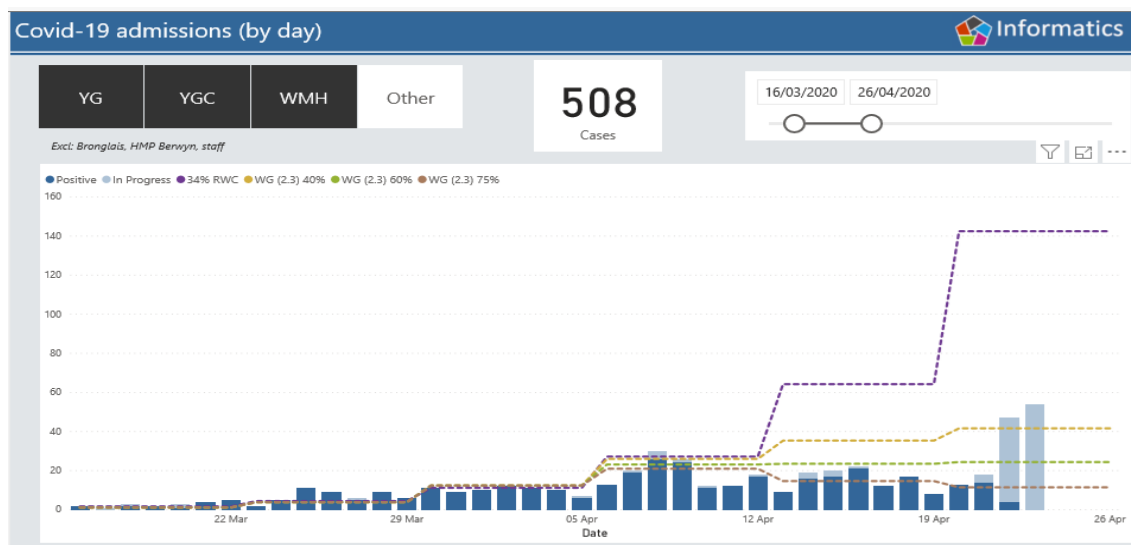 Covid-19 admissions (by day)
Informatics
YG YGC WMH Other
508
Cases
16/03/2020 26/04/2020
Excl: Bronglais, HMP Berwyn, staff
Positive In Progress 34% RWC WG (2.3) 40% WG (2.3) 60% WG (2.3) 75%
160
140
120
100
80
60
40
20
0
22 Mar 29 Mar 05 Apr 12 Apr 19 Apr 26 Apr
Date